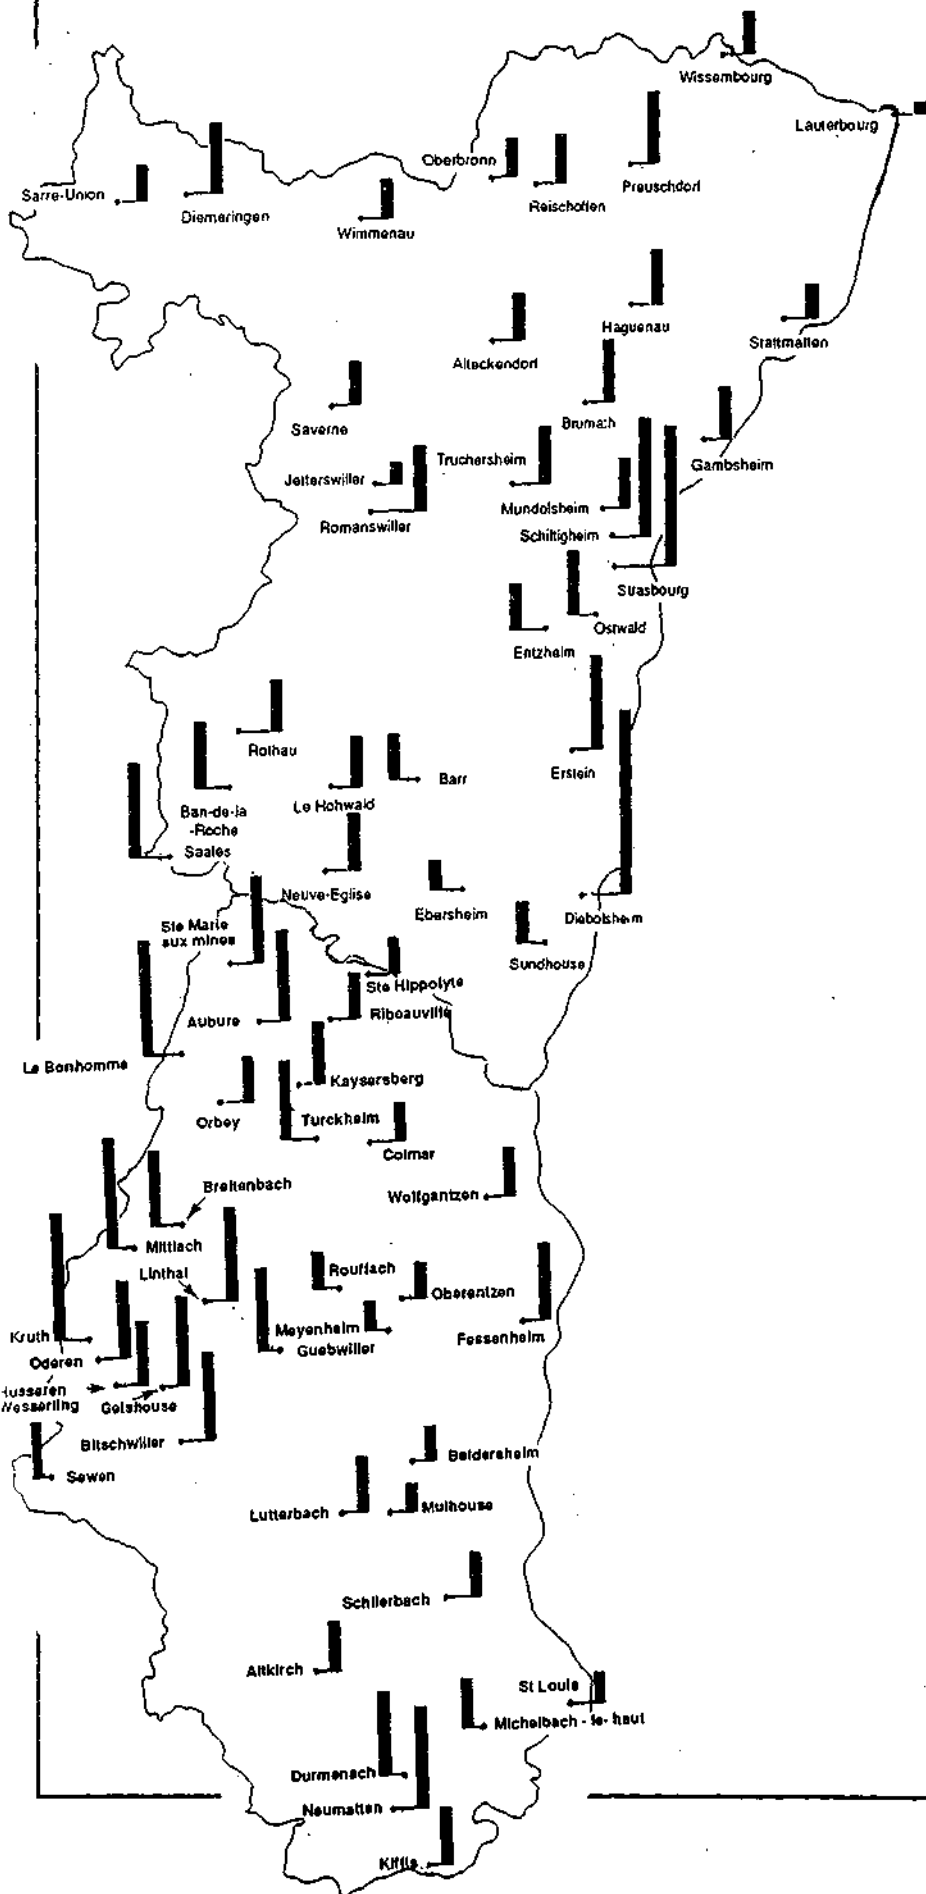 Wissembourg
Lauterbourg
Oberbronn
Preuschdorf
Sarre-Union
Reischoffen
Diemeringen
Wimmenau
Haguenau
Stattmatten
Alteckendorf
Saverne
Brumath
Truchersheim
Gambsheim
Jetterswiller
Mundolsheim
Romanswiller
Schiltigheim
Strasbourg
Ostwald
Entzheim
Rothau
Erstein
Barr
Le Hohwald
Ban-de-la
-Roche
Saales
Neuve-Eglise
Ebersheim
Diebolsheim
Ste Marie
aux mines
Sundhouse
Ste Hippolyte
Ribeauvillé
Aubure
Le Bonhomme
Kaysersberg
Orbey
Turckheim
Colmar
Breitenbach
Wolfgantzen
Mittlach
Linthal
Rouffach
Oberentzen
Meyenheim
Fessenheim
Kruth
Guebwiller
Oderen
Husseren
Wesserling
Geishouse
Bitschwiller
Baldersheim
Sewen
Lutterbach
Mulhouse
Schlierbach
Altkirch
St Louis
Michelbach - le- haut
Durmenach
Neumatten
Kiffis